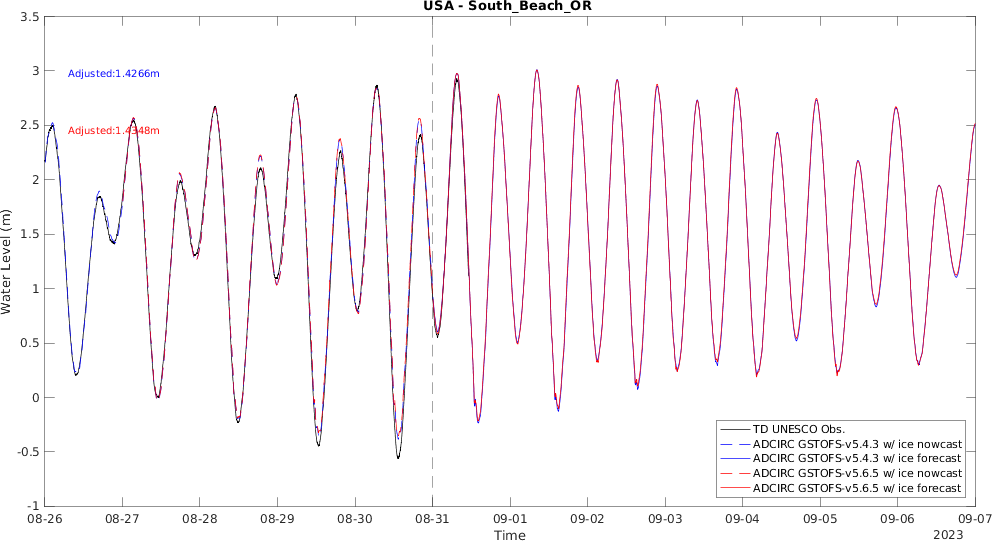 USA - South_Beach_OR
3.5
3
2.5
2
1.5
1
0.5
0
-0.5
-1
Water Level (m)
Adjusted:1.4266m
Adjusted:1.4348m
TD UNESCO Obs.
ADCIRC GSTOFS-v5.4.3 w/ ice nowcast
ADCIRC GSTOFS-v5.4.3 w/ ice forecast
ADCIRC GSTOFS-v5.6.5 w/ ice nowcast
ADCIRC GSTOFS-v5.6.5 w/ ice forecast
08-26 08-27 08-28 08-29 08-30 08-31 09-01 09-02 09-03 09-04 09-05 09-06 09-07
Time
2023